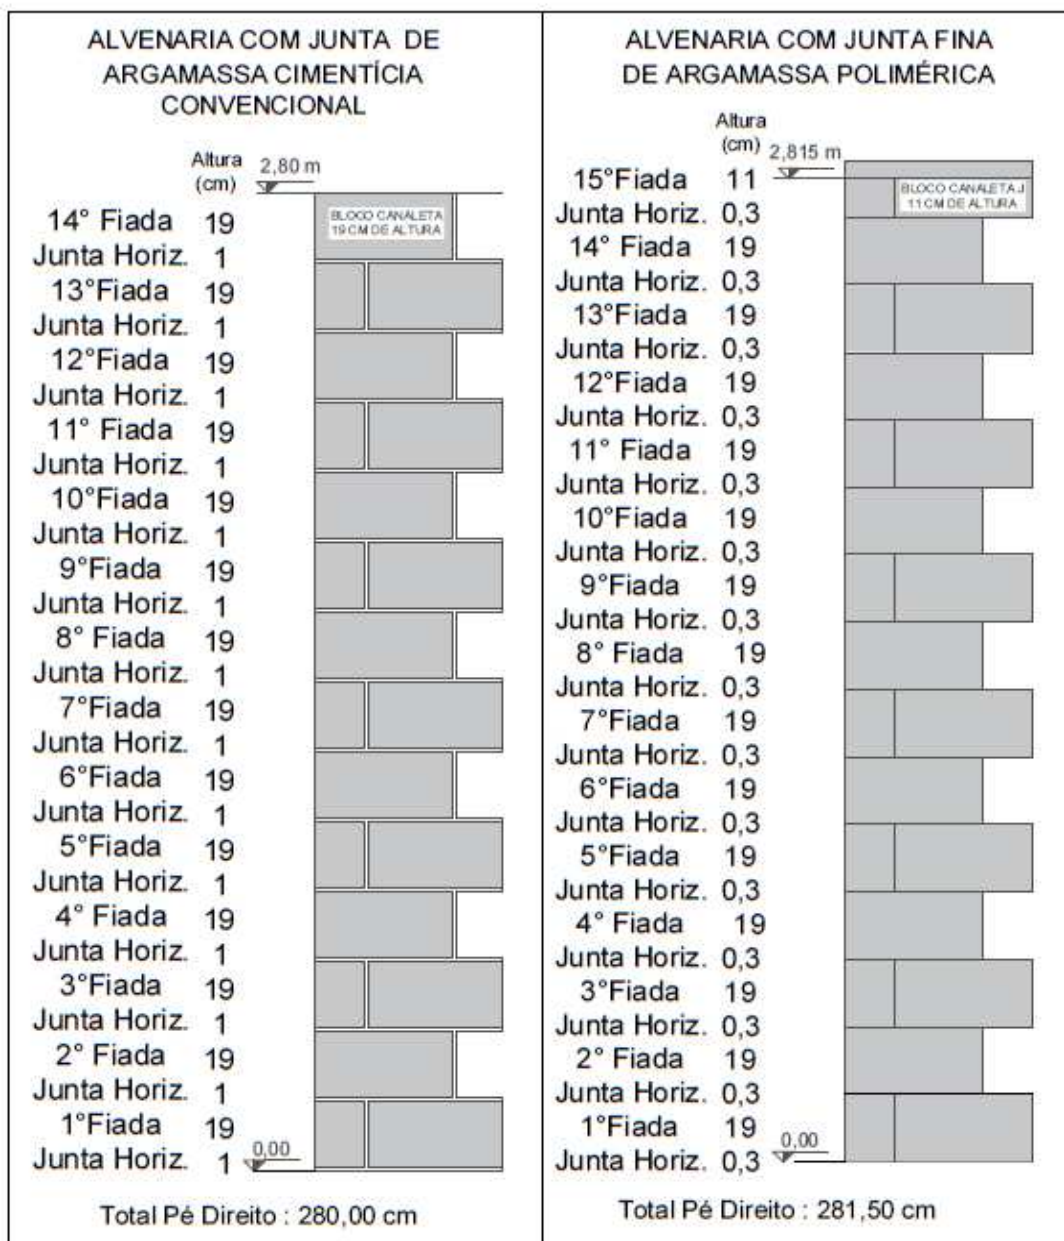 ALVENARIA COM JUNTA DE
ARGAMASSA CIMENTÍCIA
CONVENCIONAL
Altura
(cm)
2,80 m
14° Fiada 19
BLOCO CANALETA
19 CM DE ALTURA
Junta Horiz. 1
13°Fiada 19
Junta Horiz. 1
12°Fiada 19
Junta Horiz. 1
11° Fiada 19
Junta Horiz. 1
10°Fiada 19
Junta Horiz. 1
9°Fiada 19
Junta Horiz. 1
8° Fiada 19
Junta Horiz. 1
7°Fiada 19
Junta Horiz. 1
6°Fiada 19
Junta Horiz. 1
5°Fiada 19
Junta Horiz. 1
4° Fiada 19
Junta Horiz. 1
3°Fiada 19
Junta Horiz. 1
2° Fiada 19
Junta Horiz. 1
1°Fiada 19
0,00
Junta Horiz. 1
Total Pé Direito : 280,00 cm
ALVENARIA COM JUNTA FINA
DE ARGAMASSA POLIMÉRICA
Altura
(cm)
2,815 m
15°Fiada 11
BLOCO CANALETA J
11 CM DE ALTURA
Junta Horiz. 0,3
14° Fiada 19
Junta Horiz. 0,3
13°Fiada 19
Junta Horiz. 0,3
12°Fiada 19
Junta Horiz. 0,3
11° Fiada 19
Junta Horiz. 0,3
10°Fiada 19
Junta Horiz. 0,3
9°Fiada 19
Junta Horiz. 0,3
8° Fiada 19
Junta Horiz. 0,3
7°Fiada 19
Junta Horiz. 0,3
6°Fiada 19
Junta Horiz. 0,3
5°Fiada 19
Junta Horiz. 0,3
4° Fiada 19
Junta Horiz. 0,3
3°Fiada 19
Junta Horiz. 0,3
2° Fiada 19
Junta Horiz. 0,3
1°Fiada 19
0,00
Junta Horiz. 0,3
Total Pé Direito : 281,50 cm